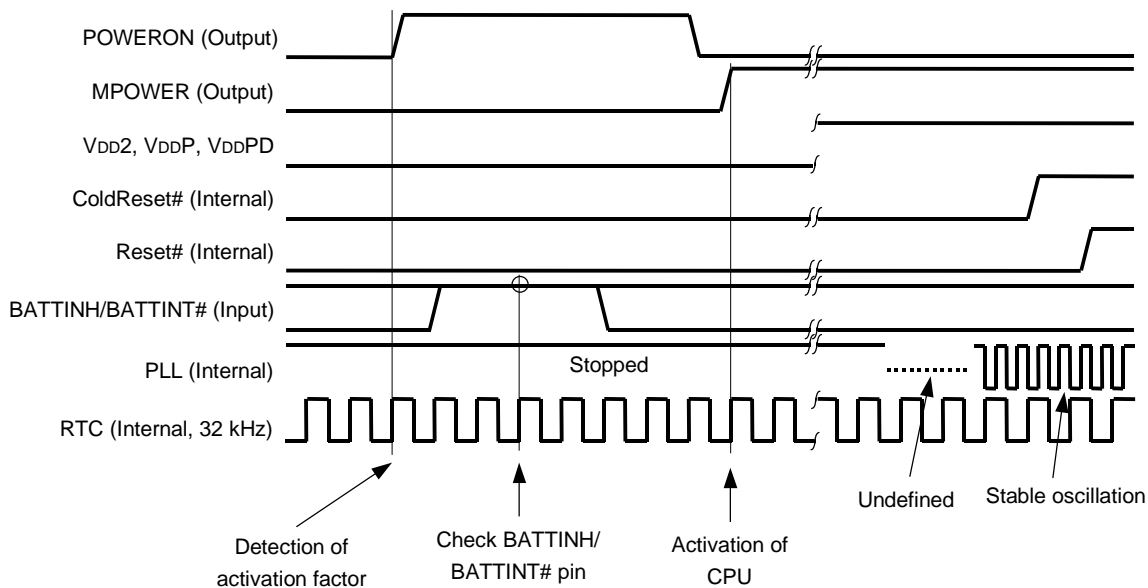 POWERON (Output)
MPOWER (Output)
VDD2, VDDP, VDDPD
ColdReset# (Internal)
Reset# (Internal)
BATTINH/BATTINT# (Input)
Stopped
PLL (Internal)
RTC (Internal, 32 kHz)
Undefined
Stable oscillation
Detection of
activation factor
Check BATTINH/
BATTINT# pin
Activation of
CPU